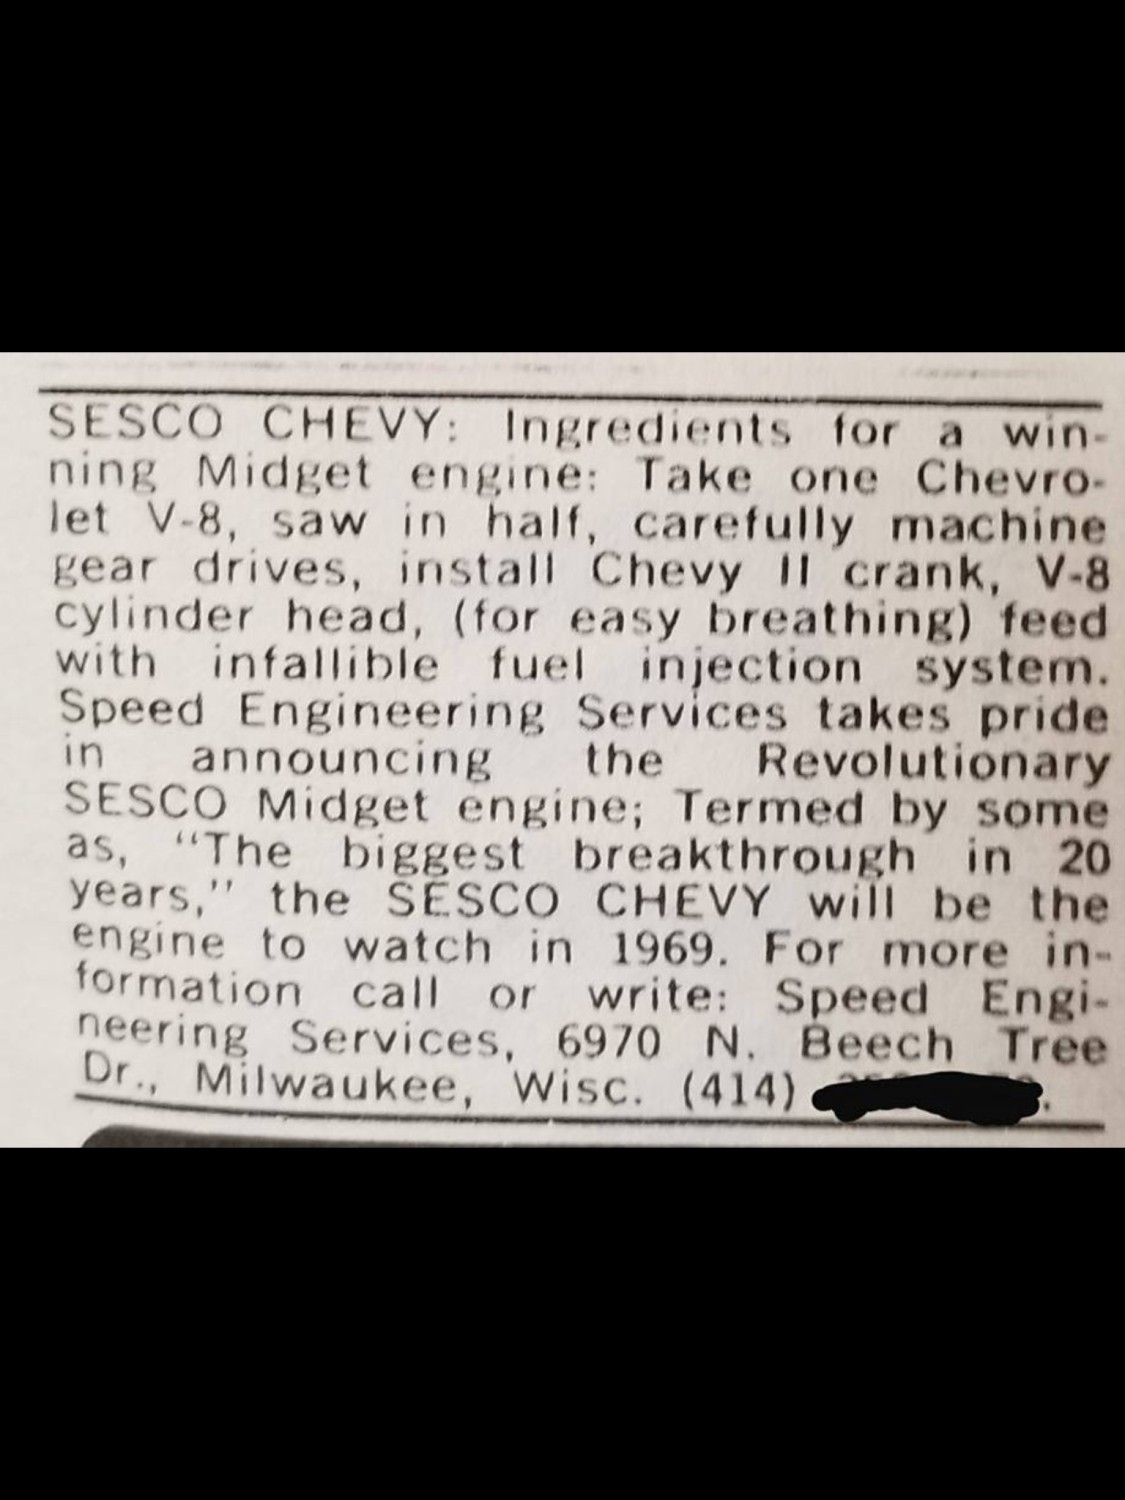 SESCO CHEVY: Ingredients for a win-
ning Midget engine: Take one Chevro-
let V-8, saw in half, carefully machine
gear drives, install Chevy II crank, V-8
cylinder head, (for easy breathing) feed
with infallible fuel injection system.
Speed Engineering Services takes pride
in announcing the Revolutionary
SESCO Midget engine; Termed by some
as, “The biggest breakthrough in 20
years,” the SESCO CHEVY will be the
engine to watch in 1969. For more in-
formation call or write: Speed Engi-
neering Services, 6970 N. Beech Tree
Dr., Milwaukee, Wisc. (414) .